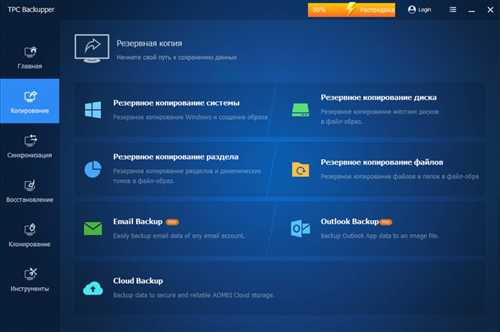 TPC Backupper
50% Распродажа
Login
Главная
Копирование
Синхронизация
Восстановление
Клонирование
Инструменты
Резервная копия
Начните свой путь к сохранению данных
Резервное копирование системы
Резервное копирование Windows и создание образа
Резервное копирование диска
Резервное копирование жестких дисков
в файл-образ.
Резервное копирование раздела
Резервное копирование разделов и динамических
томов в файл-образ.
Резервное копирование файлов
Резервное копирование файлов и папок в файл-обра
Email Backup
Easily backup email data of any email account.
Outlook Backup
Backup Outlook App data to an image file.
Cloud Backup
Backup data to secure and reliable AOMEI Cloud storage.